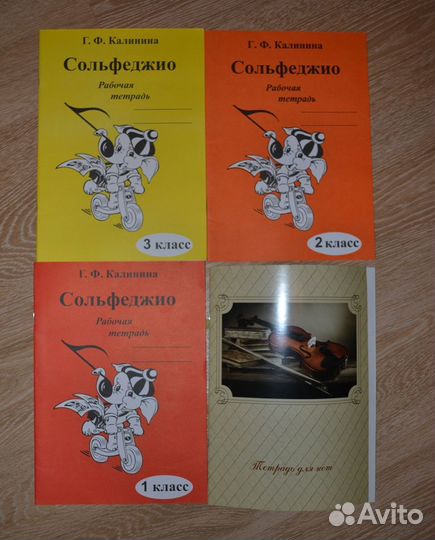 Г. Ф. Калинина
Сольфеджио
Рабочая
тетрадь
3 класс
Г. Ф. Калинина
Сольфеджио
Рабочая
тетрадь
2 класс
Г. Ф. Калинина
Сольфеджио
Рабочая
тетрадь
1 класс
Тетрадь для нот
Avito